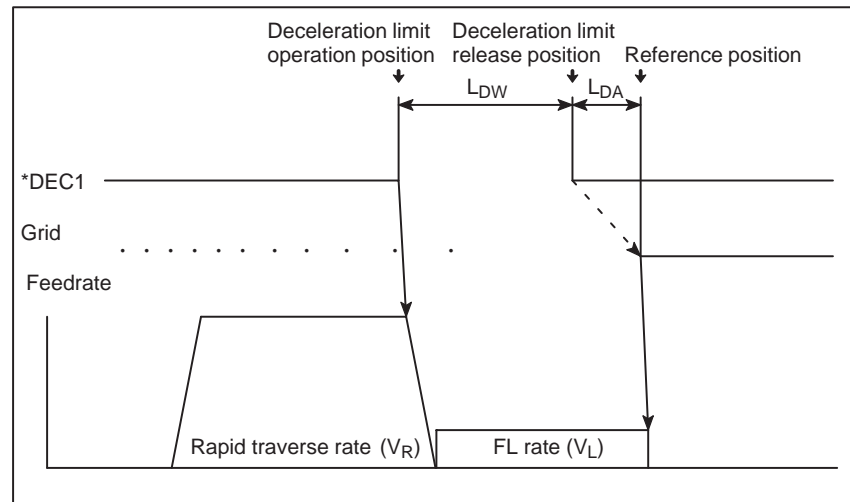 Deceleration limit
operation position
Deceleration limit
release position
Reference position
LDW
LDA
*DEC1
Grid
Feedrate
Rapid traverse rate (VR)
FL rate (VL)